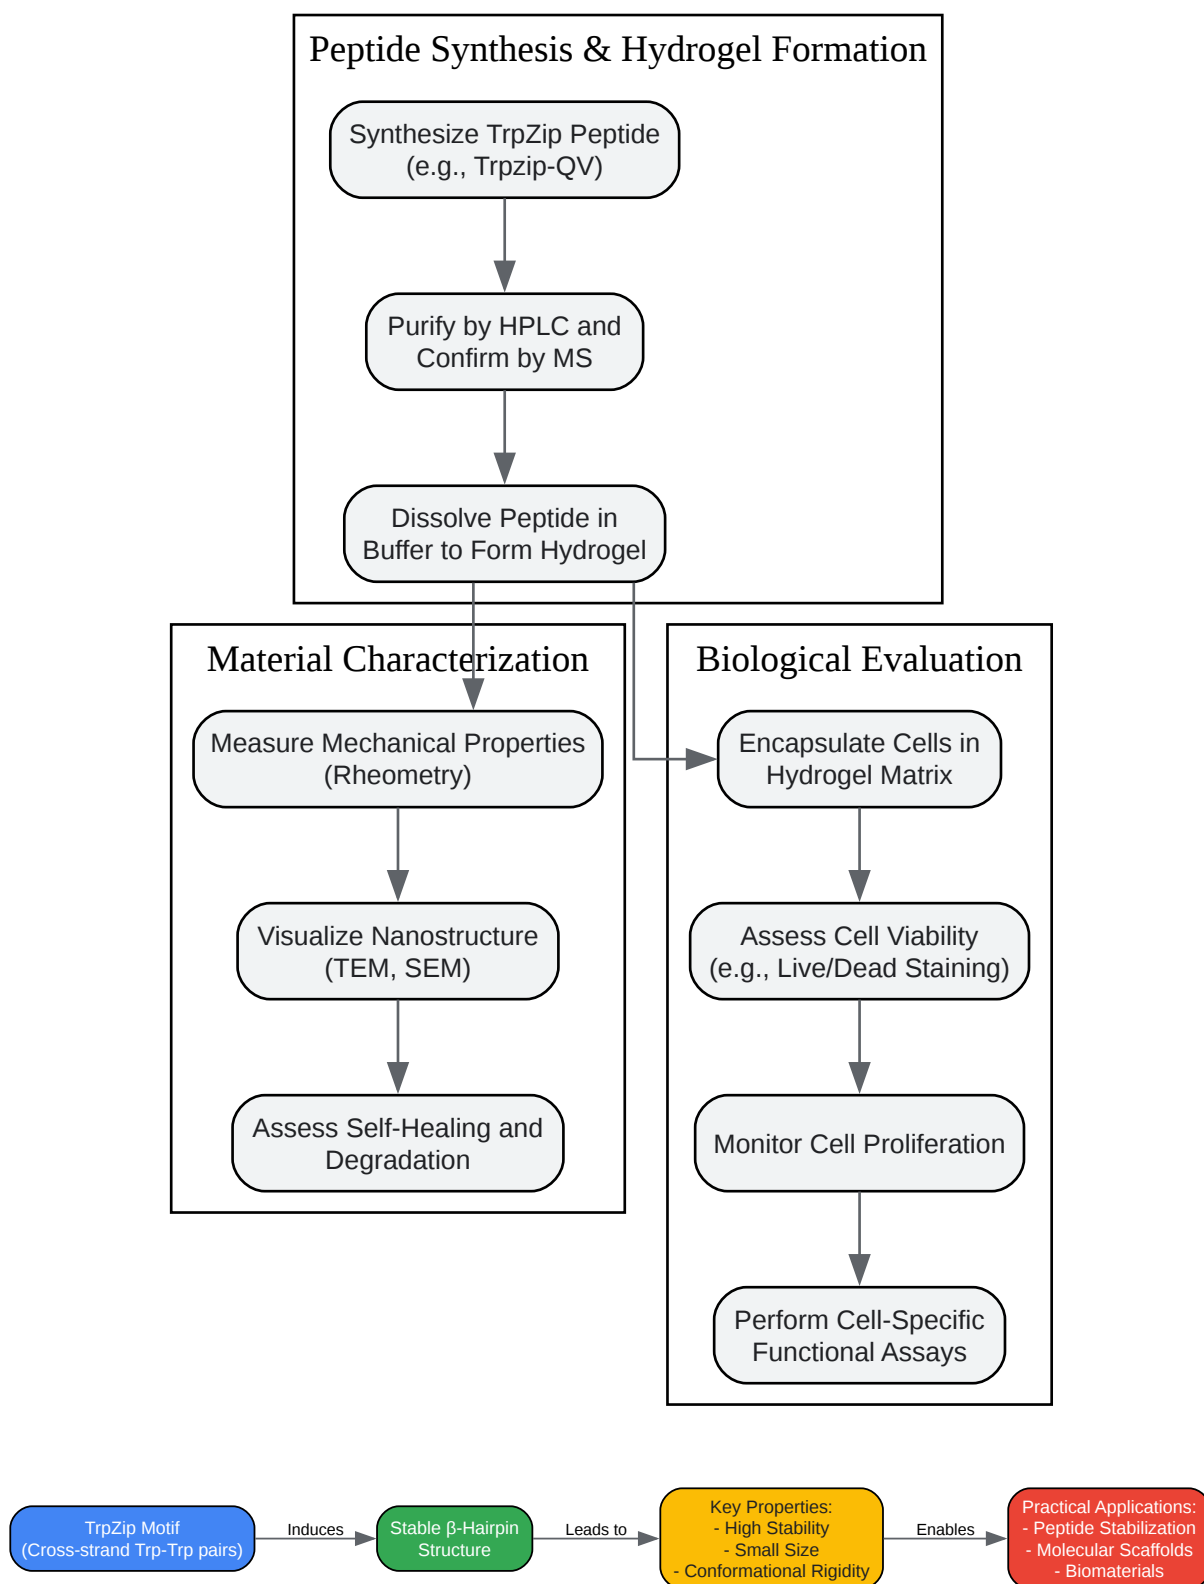 Peptide Synthesis & Hydrogel Formation
Synthesize TrpZip Peptide
(e.g., Trpzip-QV)
Purify by HPLC and
Confirm by MS
Dissolve Peptide in
Buffer to Form Hydrogel
Material Characterization
Measure Mechanical Properties
(Rheometry)
Visualize Nanostructure
(TEM, SEM)
Assess Self-Healing and
Degradation
Biological Evaluation
Encapsulate Cells in
Hydrogel Matrix
Assess Cell Viability
(e.g., Live/Dead Staining)
Monitor Cell Proliferation
Perform Cell-Specific
Functional Assays
TrpZip Motif
(Cross-strand Trp-Trp pairs)
Induces
Stable β-Hairpin
Structure
Leads to
Key Properties:
- High Stability
- Small Size
- Conformational Rigidity
Enables
Practical Applications:
- Peptide Stabilization
- Molecular Scaffolds
- Biomaterials